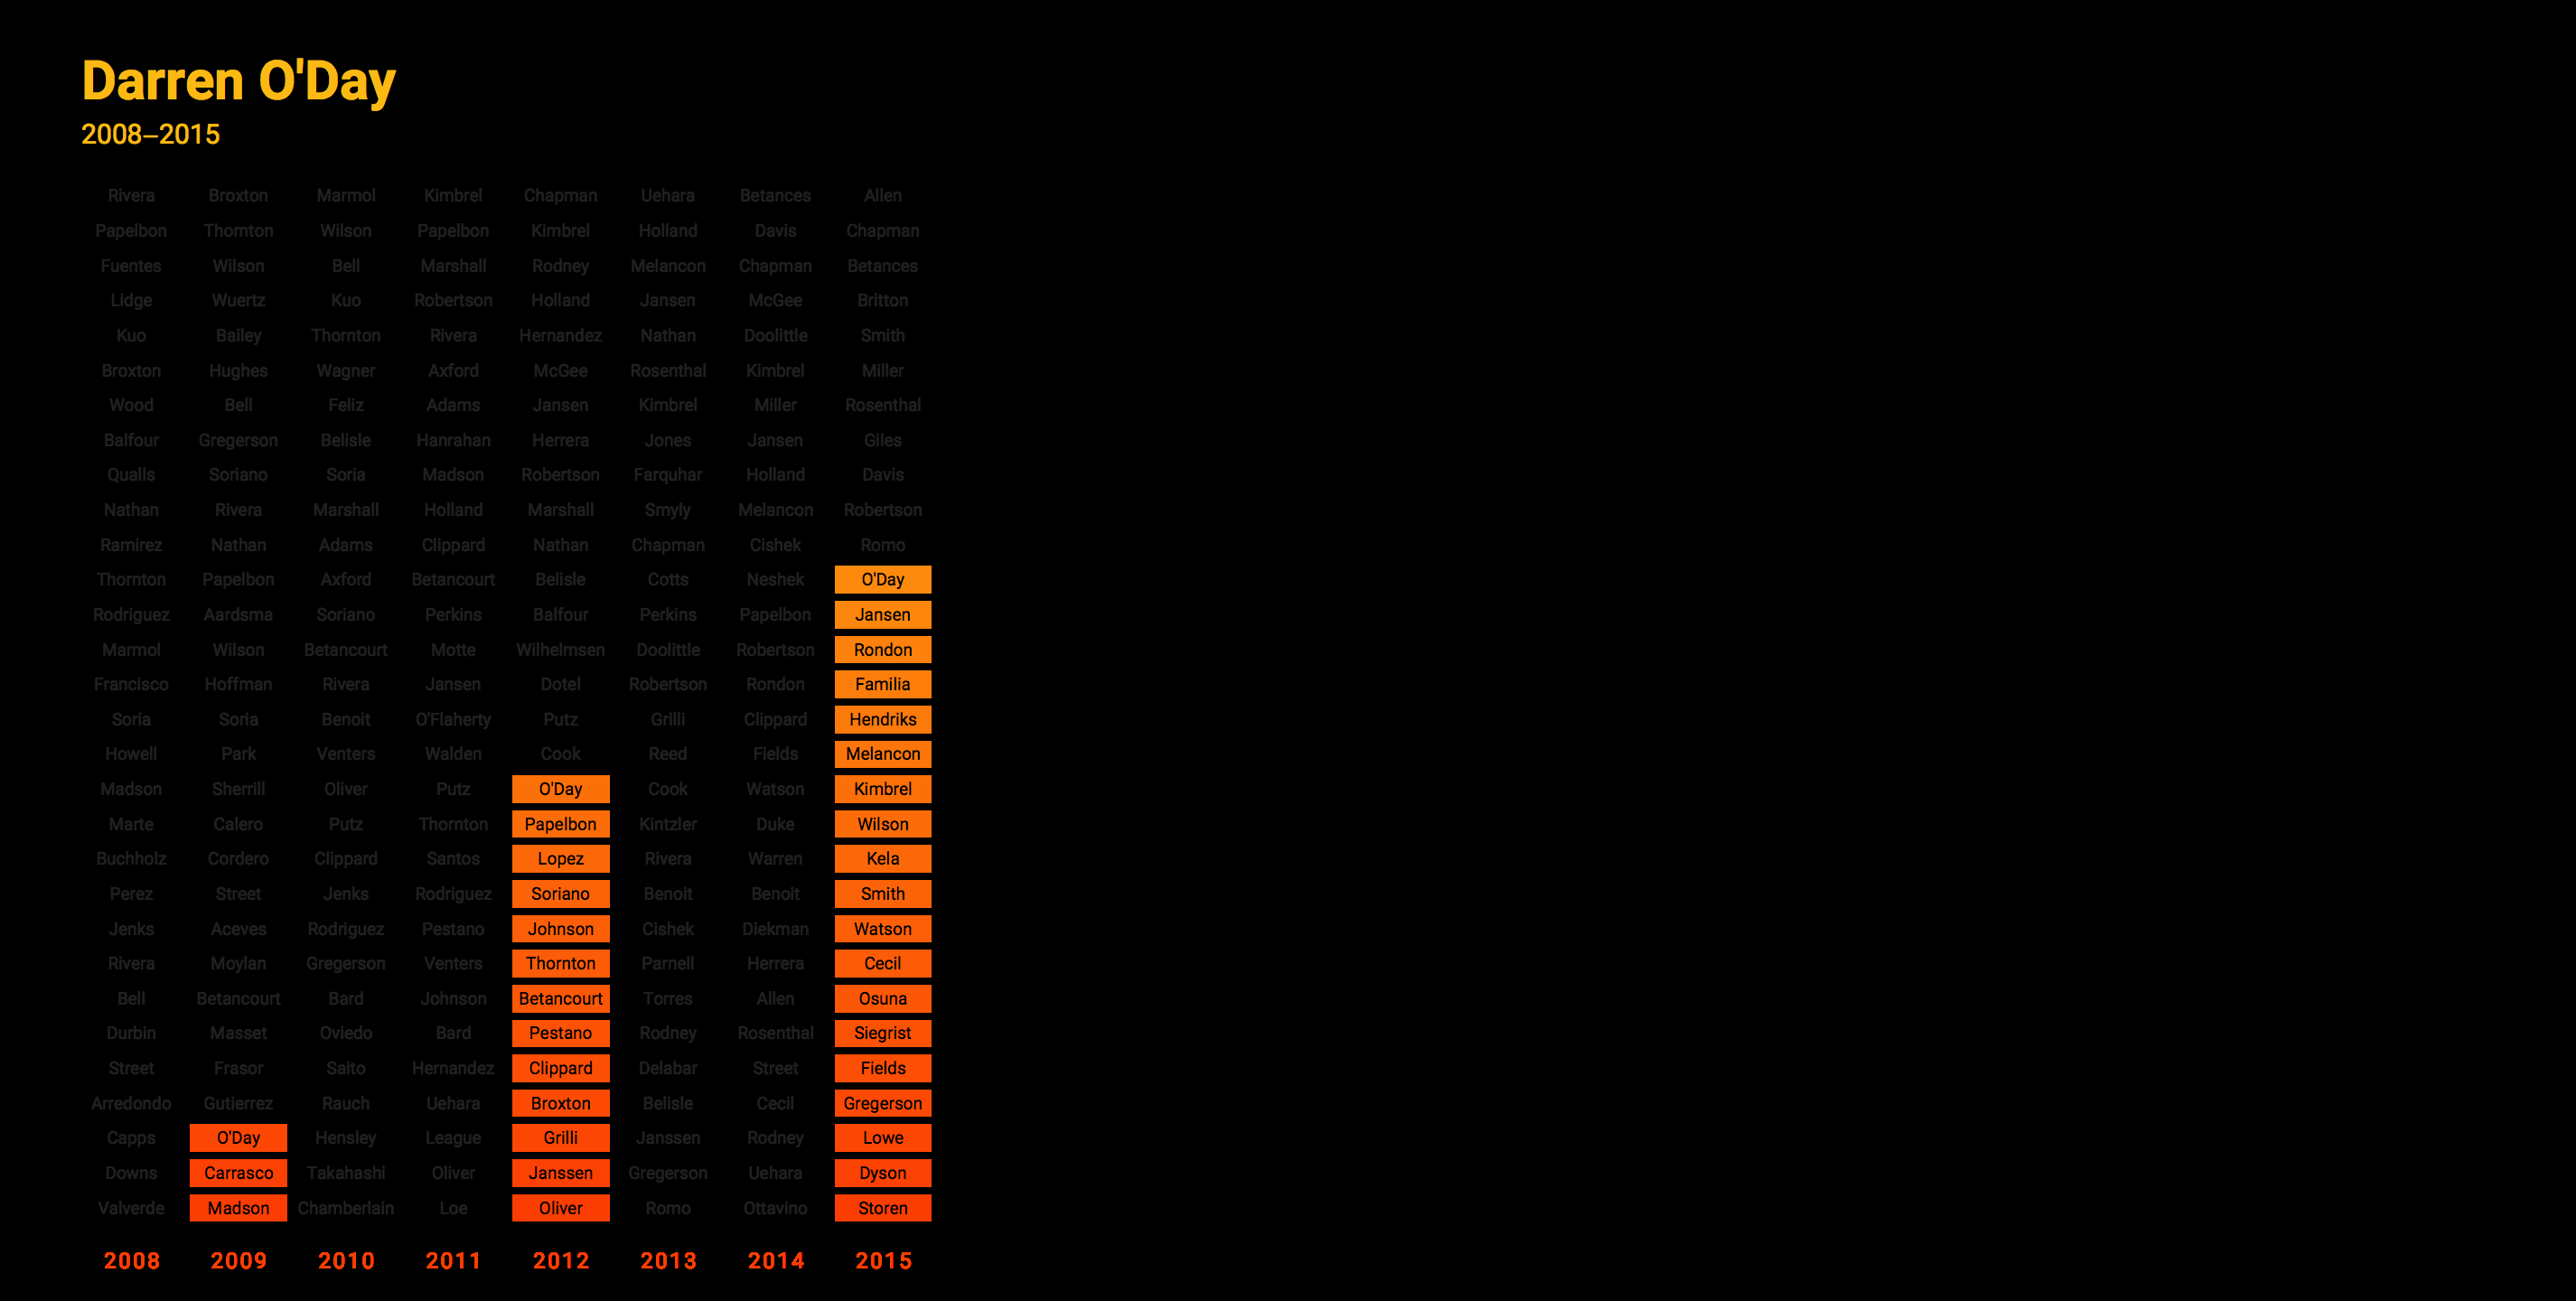 Darren O'Day
2008–2015
Rivera Broxton Marmol Kimbrel Chapman Uehara Betances Allen
Papelbon Thornton Wilson Papelbon Kimbrel Holland Davis Chapman
Fuentes Wilson Bell Marshall Rodney Melancon Chapman Betances
Lidge Wuertz Kuo Robertson Holland Jansen McGee Britton
Kuo Bailey Thornton Rivera Hernandez Nathan Doolittle Smith
Broxton Hughes Wagner Axford McGee Rosenthal Kimbrel Miller
Wood Bell Feliz Adams Jansen Kimbrel Miller Rosenthal
Balfour Gregerson Belisle Hanrahan Herrera Jones Jansen Giles
Qualls Soriano Soria Madson Robertson Farquhar Holland Davis
Nathan Rivera Marshall Holland Marshall Smyly Melancon Robertson
Ramirez Nathan Adams Clippard Nathan Chapman Cishek Romo
Thornton Papelbon Axford Betancourt Belisle Cotts Neshek O'Day
Rodriguez Aardsma Soriano Perkins Balfour Perkins Papelbon Jansen
Marmol Wilson Betancourt Motte Wilhelmsen Doolittle Robertson Rondon
Francisco Hoffman Rivera Jansen Dotel Robertson Rondon Familia
Soria Soria Benoit O'Flaherty Putz Grilli Clippard Hendriks
Howell Park Venters Walden Cook Reed Fields Melancon
Madson Sherrill Oliver Putz O'Day Cook Watson Kimbrel
Marte Calero Putz Thornton Papelbon Kintzler Duke Wilson
Buchholz Cordero Clippard Santos Lopez Rivera Warren Kela
Perez Street Jenks Rodriguez Soriano Benoit Benoit Smith
Jenks Aceves Rodriguez Pestano Johnson Cishek Diekman Watson
Rivera Moylan Gregerson Venters Thornton Parnell Herrera Cecil
Bell Betancourt Bard Johnson Betancourt Torres Allen Osuna
Durbin Masset Oviedo Bard Pestano Rodney Rosenthal Siegrist
Street Frasor Saito Hernandez Clippard Delabar Street Fields
Arredondo Gutierrez Rauch Uehara Broxton Belisle Cecil Gregerson
Capps O'Day Hensley League Grilli Janssen Rodney Lowe
Downs Carrasco Takahashi Oliver Janssen Gregerson Uehara Dyson
Valverde Madson Chamberlain Loe Oliver Romo Ottavino Storen
2008 2009 2010 2011 2012 2013 2014 2015